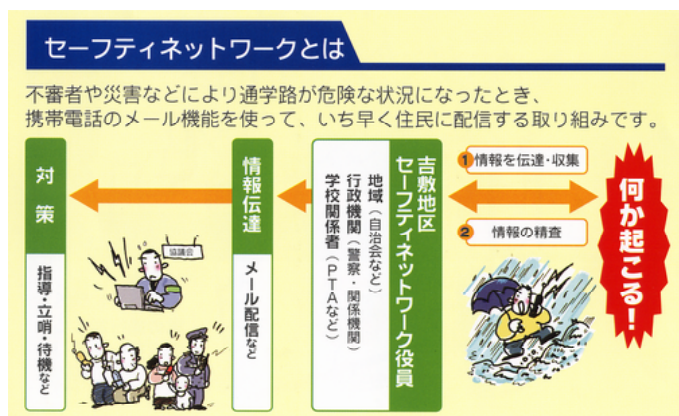 セーフティネットワークとは
不審者や災害などにより通学路が危険な状況になったとき、
携帯電話のメール機能を使って、いち早く住民に配信する取り組みです。
何か起こる!
1 情報を伝達・収集
2 情報の精査
吉敷地区
セーフティネットワーク役員
地域（自治会など）
行政機関（警察・関係機関）
学校関係者（PTAなど）
情報伝達
メール配信など
協議会
対策
指導・立哨・待機など